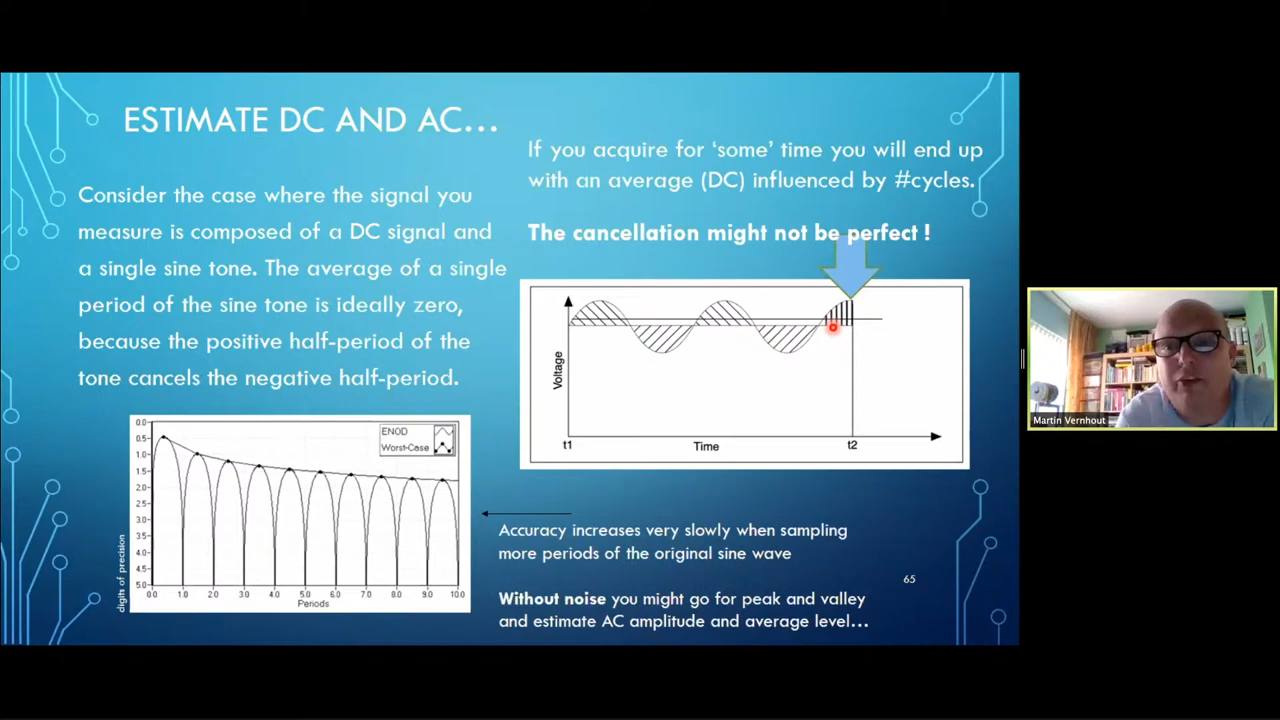 ESTIMATE DC AND AC…
Consider the case where the signal you
measure is composed of a DC signal and
a single sine tone. The average of a single
period of the sine tone is ideally zero,
because the positive half-period of the
tone cancels the negative half-period.
If you acquire for ‘some’ time you will end up
with an average (DC) influenced by #cycles.
The cancellation might not be perfect !
Voltage
t1
Time
t2
ENOD
Worst-Case
0.0
0.5
1.0
1.5
2.0
2.5
3.0
3.5
4.0
4.5
5.0
digits of precision
0.0 1.0 2.0 3.0 4.0 5.0 6.0 7.0 8.0 9.0 10.0
Periods
Accuracy increases very slowly when sampling
more periods of the original sine wave
Without noise you might go for peak and valley
and estimate AC amplitude and average level…
65
Martin Vernhout